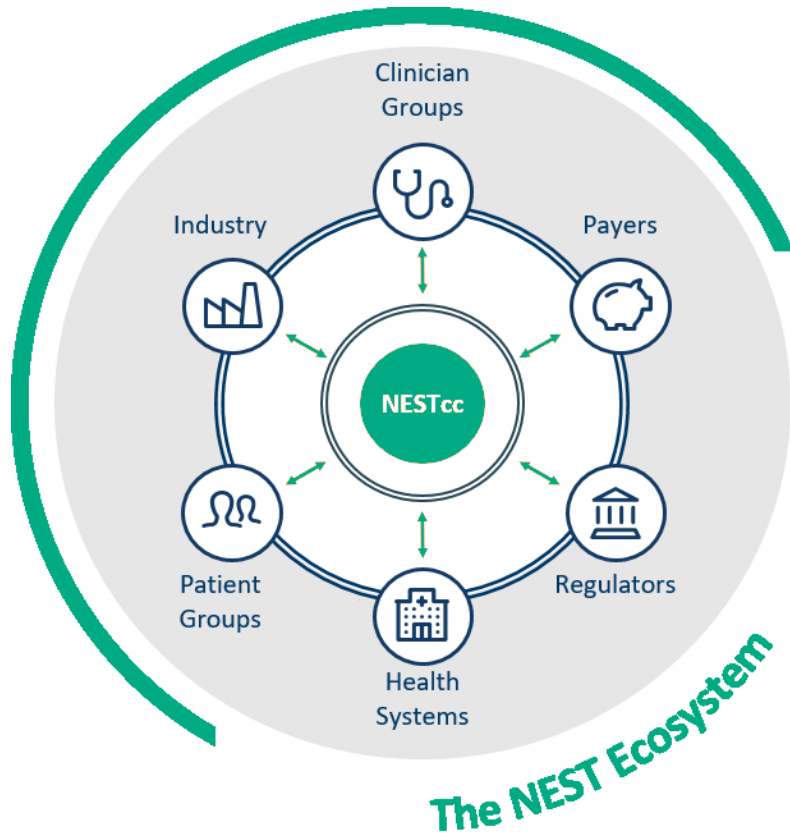 Clinician
Groups
Industry
Payers
NESTcc
Patient
Groups
Regulators
Health
Systems
The NEST Ecosystem